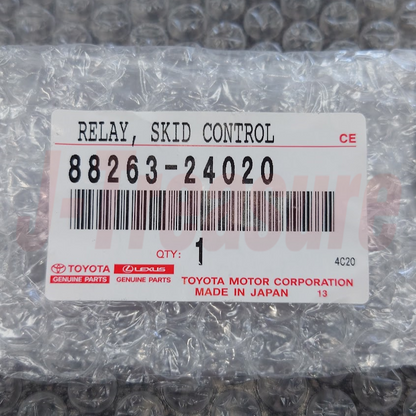 RELAY, SKID CONTROL CE
88263-24020
J-Treasure
QTY: 1 4C20
TOYOTA LEXUS TOYOTA MOTOR CORPORATION
GENUINE PARTS GENUINE PARTS MADE IN JAPAN 13